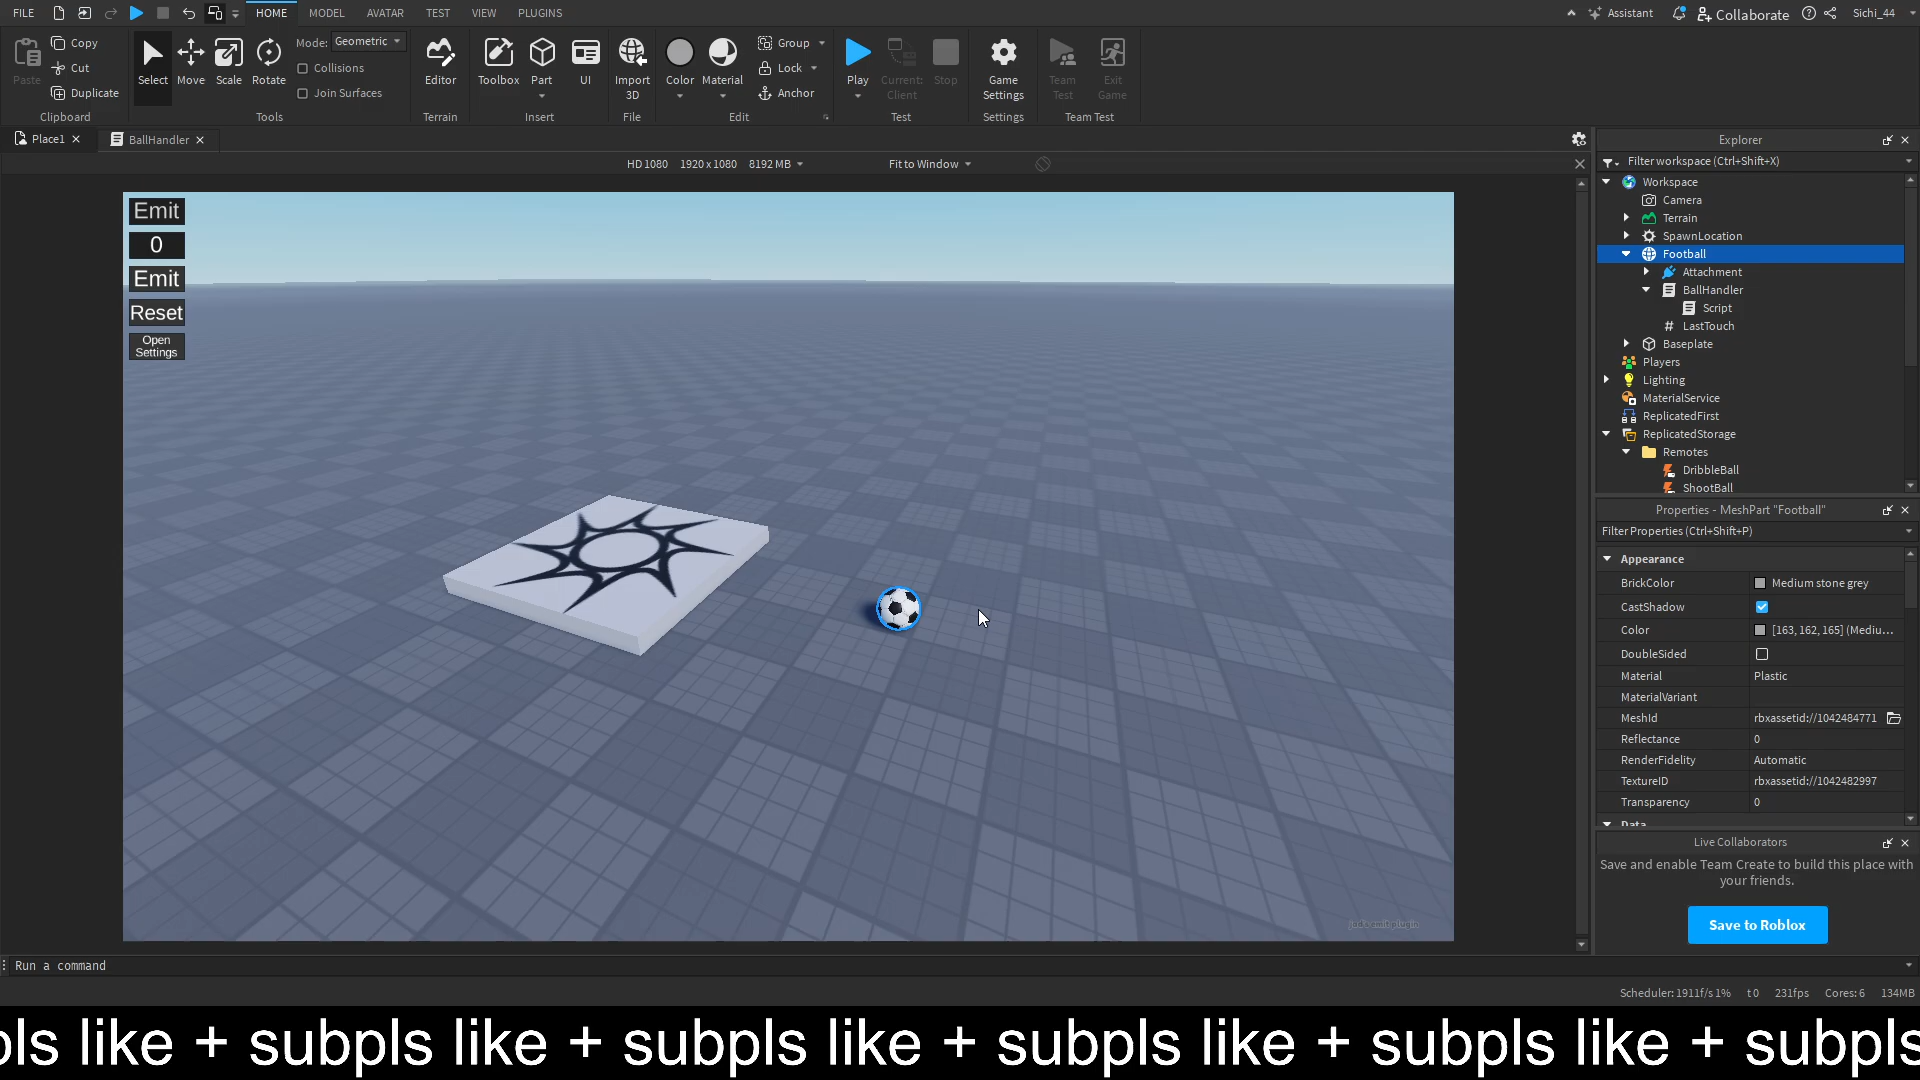 FILE HOME MODEL AVATAR TEST VIEW PLUGINS Assistant Collaborate Sichi_44
Paste Copy Cut Duplicate
Clipboard
Select Move Scale Rotate Mode: Geometric
Collisions
Join Surfaces
Tools
Editor
Terrain
Toolbox Part UI
Insert
Import 3D
File
Color Material Group Lock Anchor
Edit
Play Current: Client Stop
Test
Game Settings
Settings
Team Test Exit Game
Team Test
Place1 BallHandler
HD 1080 1920 x 1080 8192 MB Fit to Window
Emit
0
Emit
Reset
Open
Settings
Explorer
Filter workspace (Ctrl+Shift+X)
Workspace
Camera
Terrain
SpawnLocation
Football
Attachment
BallHandler
Script
LastTouch
Baseplate
Players
Lighting
MaterialService
ReplicatedFirst
ReplicatedStorage
Remotes
DribbleBall
ShootBall
Properties - MeshPart "Football"
Filter Properties (Ctrl+Shift+P)
Appearance
BrickColor Medium stone grey
CastShadow
Color [163, 162, 165] (Mediu...
DoubleSided
Material Plastic
MaterialVariant
MeshId rbxassetid://1042484771
Reflectance 0
RenderFidelity Automatic
TextureID rbxassetid://1042482997
Transparency 0
Data
Live Collaborators
Save and enable Team Create to build this place with
your friends.
Save to Roblox
Run a command
Scheduler: 1911f/s 1% t 0 231fps Cores: 6 134MB
pls like + subpls like + subpls like + subpls like + subpls like + subpls